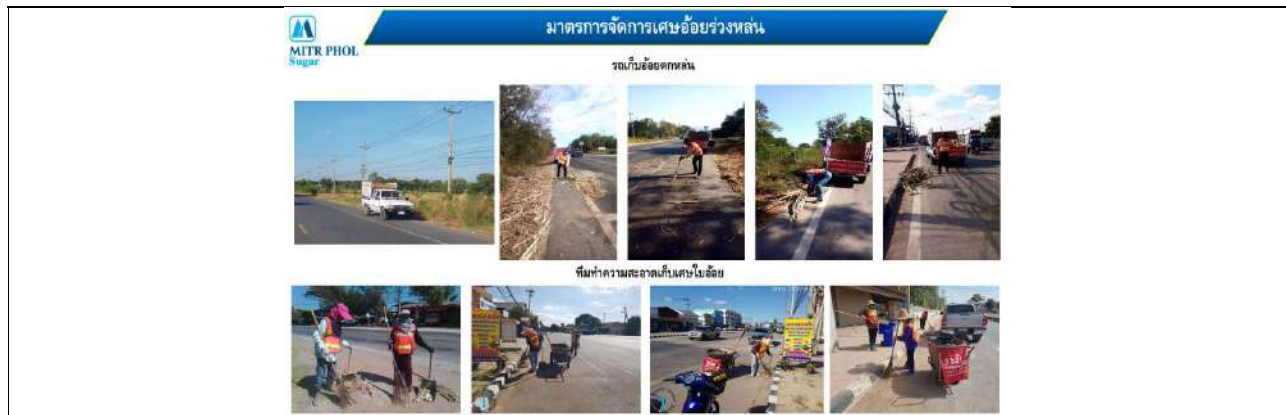 มาตรการจัดการเศษอ้อยร่วงหล่น
MITR PHOL
Sugar
รถเก็บอ้อยตกหล่น
ทีมทำความสะอาดเก็บเศษใบอ้อย